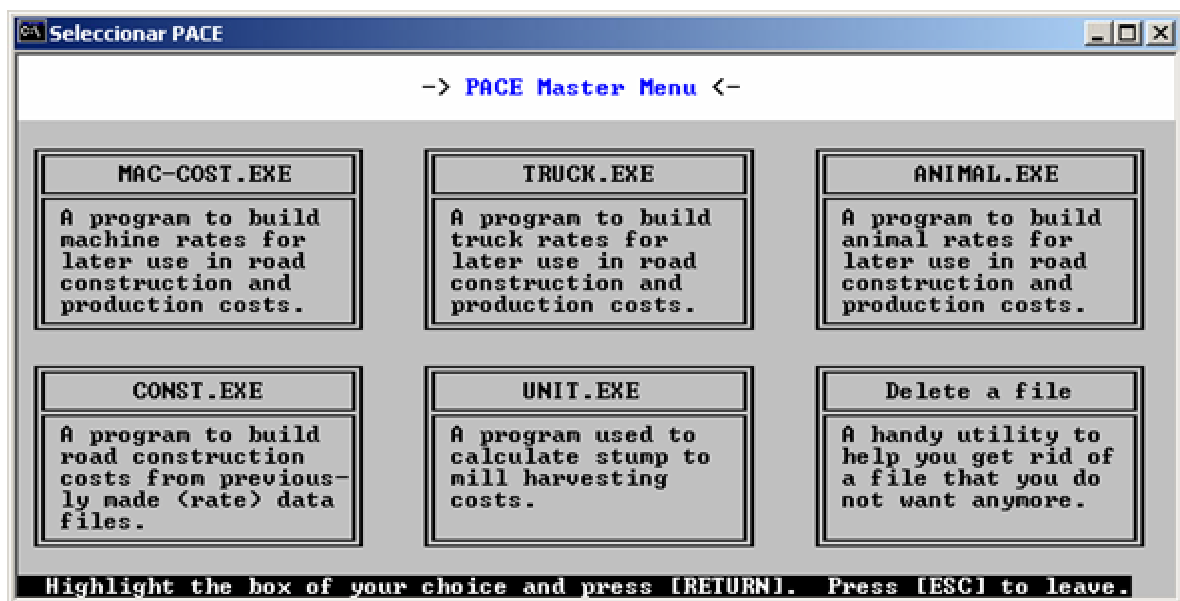 Seleccionar PACE
-> PACE Master Menu <-
MAC-COST.EXE
A program to build
machine rates for
later use in road
construction and
production costs.
TRUCK.EXE
A program to build
truck rates for
later use in road
construction and
production costs.
ANIMAL.EXE
A program to build
animal rates for
later use in road
construction and
production costs.
CONST.EXE
A program to build
road construction
costs from previous-
ly made (rate) data
files.
UNIT.EXE
A program used to
calculate stump to
mill harvesting
costs.
Delete a file
A handy utility to
help you get rid of
a file that you do
not want anymore.
Highlight the box of your choice and press [RETURN]. Press [ESC] to leave.